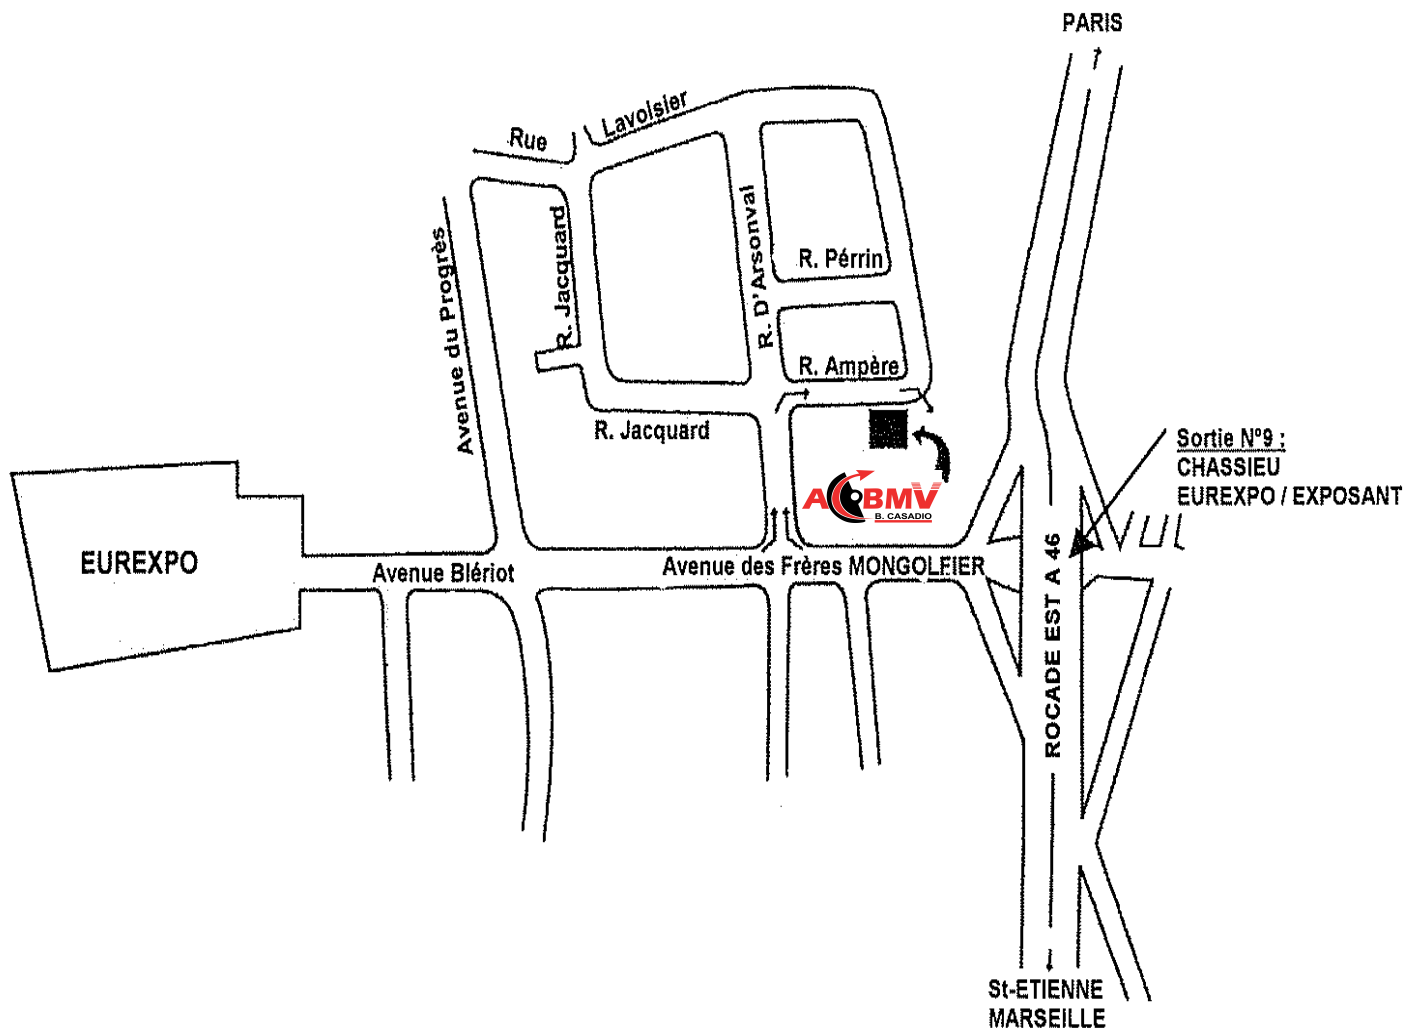 PARIS
Rue
Lavoisier
Avenue du Progrès
R. Jacquard
R. D'Arsonval
R. Pérrin
R. Ampère
R. Jacquard
Sortie N°9 :
CHASSIEU
EUREXPO / EXPOSANT
ACBMV
B. CASADIO
EUREXPO
Avenue Blériot
Avenue des Frères MONGOLFIER
ROCADE EST A 46
St-ETIENNE
MARSEILLE